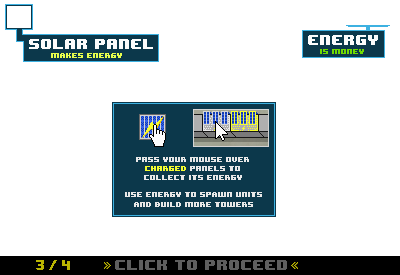 SOLAR PANEL
MAKES ENERGY
ENERGY
IS MONEY
PASS YOUR MOUSE OVER
CHARGED PANELS TO
COLLECT ITS ENERGY
USE ENERGY TO SPAWN UNITS
AND BUILD MORE TOWERS
3 / 4 »CLICK TO PROCEED«